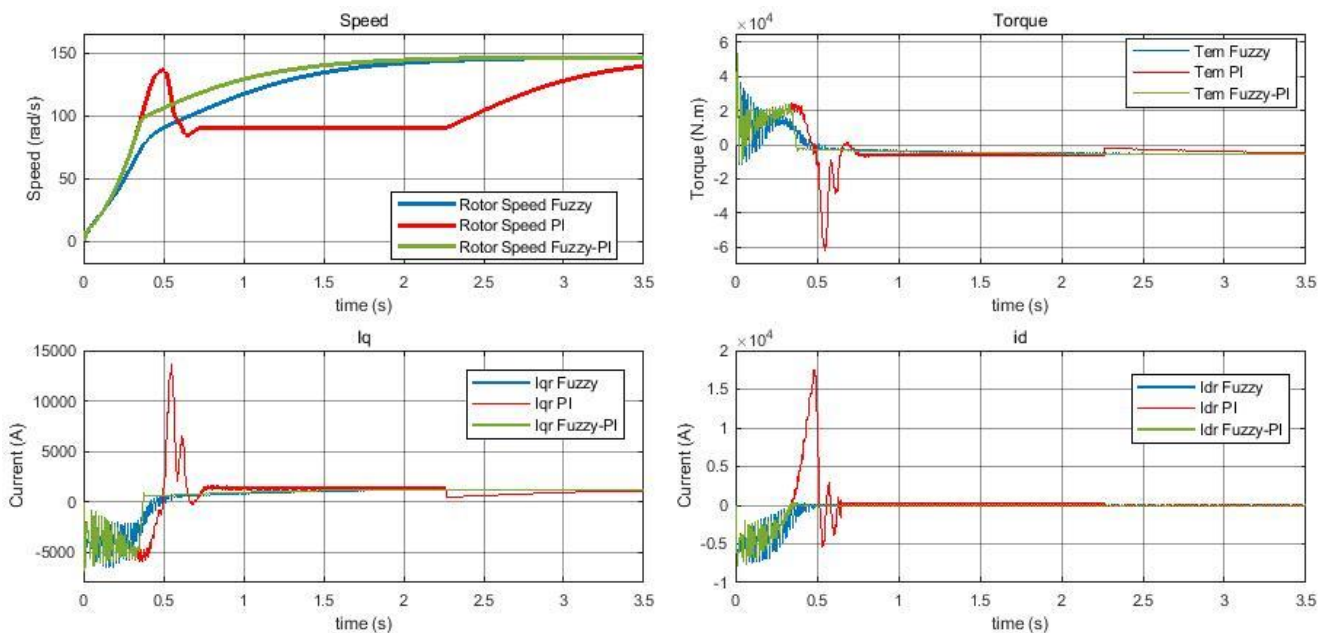 Speed
150
100
50
0
Speed (rad/s)
Rotor Speed Fuzzy
Rotor Speed PI
Rotor Speed Fuzzy-PI
0 0.5 1 1.5 2 2.5 3 3.5
time (s)
Torque
×10⁴
6
4
2
0
-2
-4
-6
Torque (N.m)
Tem Fuzzy
Tem PI
Tem Fuzzy-PI
0 0.5 1 1.5 2 2.5 3 3.5
time (s)
Iq
15000
10000
5000
0
-5000
Current (A)
Iqr Fuzzy
Iqr PI
Iqr Fuzzy-PI
0 0.5 1 1.5 2 2.5 3 3.5
time (s)
id
×10⁴
2
1.5
1
0.5
0
-0.5
-1
Current (A)
Idr Fuzzy
Idr PI
Idr Fuzzy-PI
0 0.5 1 1.5 2 2.5 3 3.5
time (s)